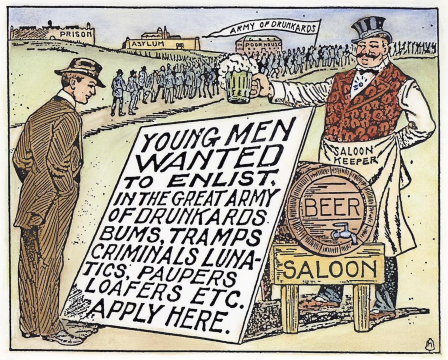 PRISON
ASYLUM
POOR HOUSE
ARMY OF DRUNKARDS
SALOON
KEEPER
YOUNG MEN
WANTED
TO ENLIST,
IN THE GREAT ARMY
OF DRUNKARDS
BUMS, TRAMPS
CRIMINALS LUNA-
TICS, PAUPERS
LOAFERS ETC.
APPLY HERE.
BEER
SALOON